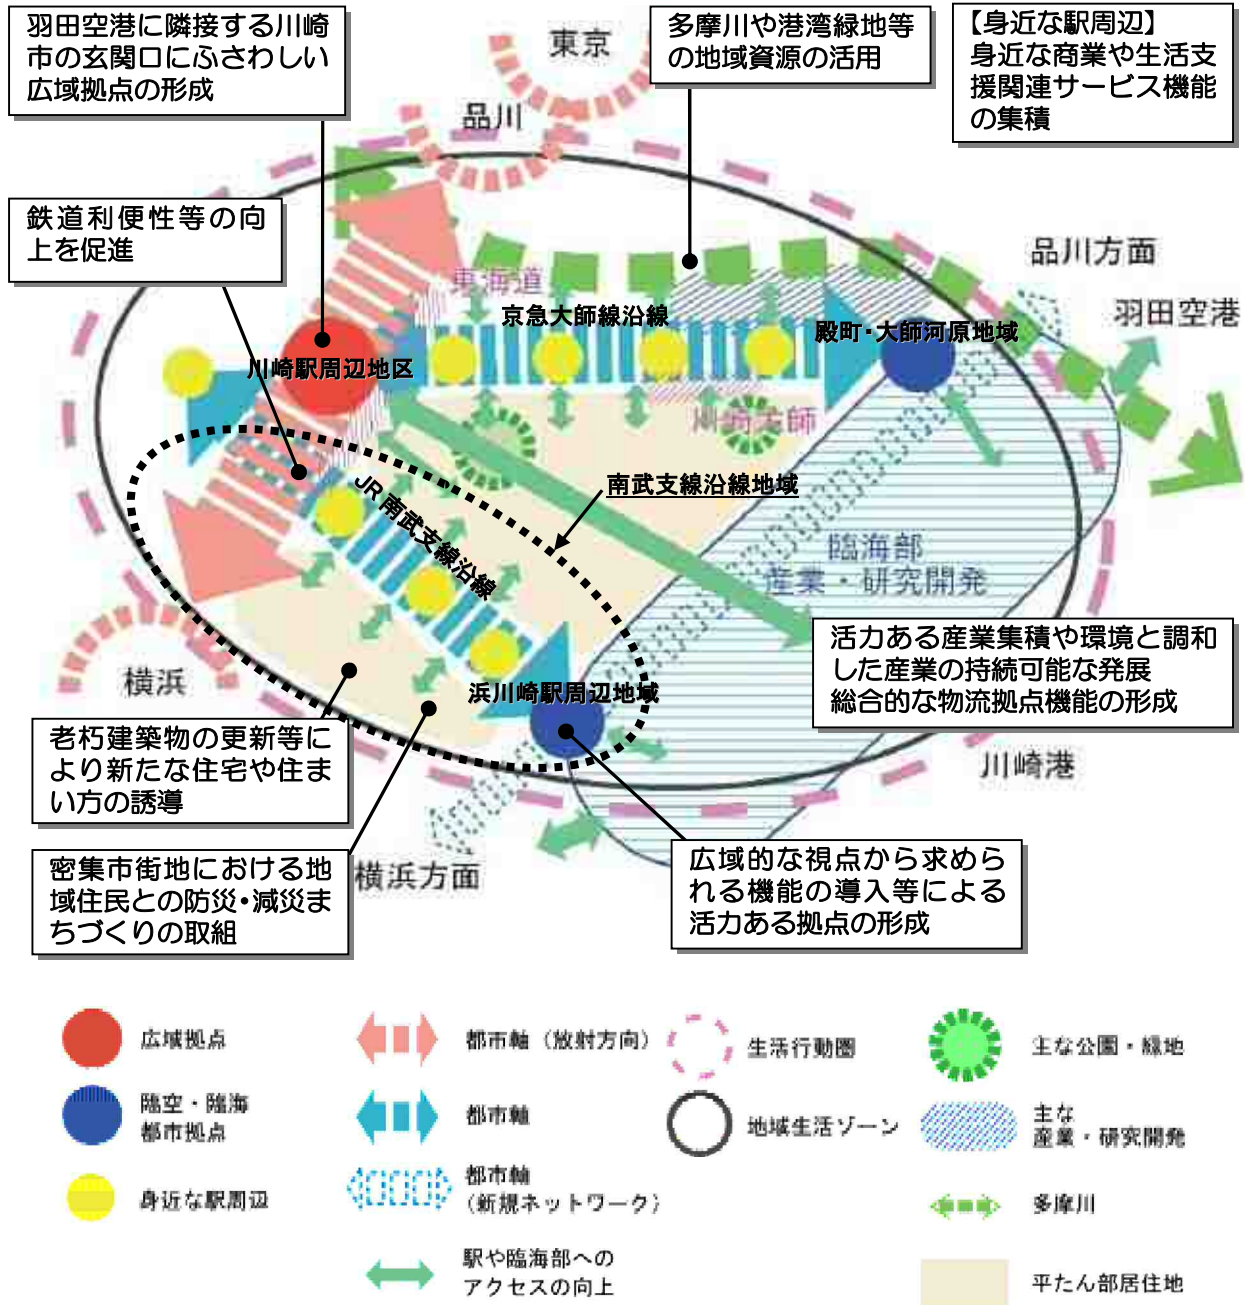 羽田空港に隣接する川崎
市の玄関口にふさわしい
広域拠点の形成
東京
多摩川や港湾緑地等
の地域資源の活用
【身近な駅周辺】
身近な商業や生活支
援関連サービス機能
の集積
品川
鉄道利便性等の向
上を促進
品川方面
羽田空港
東海道
京急大師線沿線
殿町・大師河原地域
川崎駅周辺地区
川崎大師
南武支線沿線地域
JR南武支線沿線
臨海部
産業・研究開発
活力ある産業集積や環境と調和
した産業の持続可能な発展
総合的な物流拠点機能の形成
横浜
浜川崎駅周辺地域
川崎港
老朽建築物の更新等に
より新たな住宅や住ま
い方の誘導
密集市街地における地
域住民との防災・減災ま
ちづくりの取組
横浜方面
広域的な視点から求めら
れる機能の導入等による
活力ある拠点の形成
広域拠点
臨空・臨海
都市拠点
身近な駅周辺
都市軸（放射方向）
都市軸
都市軸
（新規ネットワーク）
駅や臨海部への
アクセスの向上
生活行動圏
地域生活ゾーン
主な公園・緑地
主な
産業・研究開発
多摩川
平たん部居住地